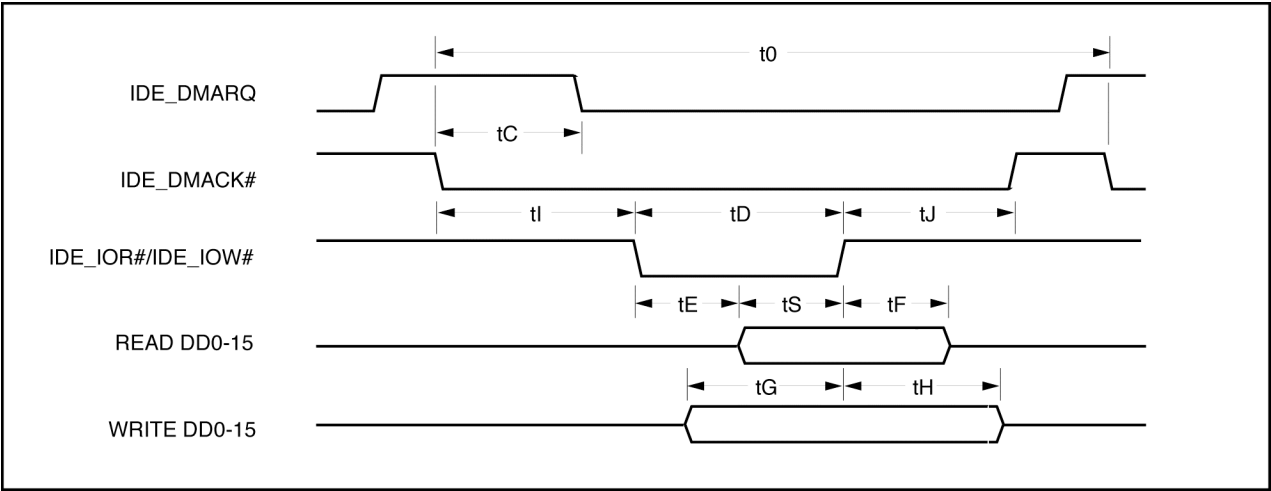 t0
IDE_DMARQ
tC
IDE_DMACK#
tI tD tJ
IDE_IOR#/IDE_IOW#
tE tS tF
READ DD0-15
tG tH
WRITE DD0-15